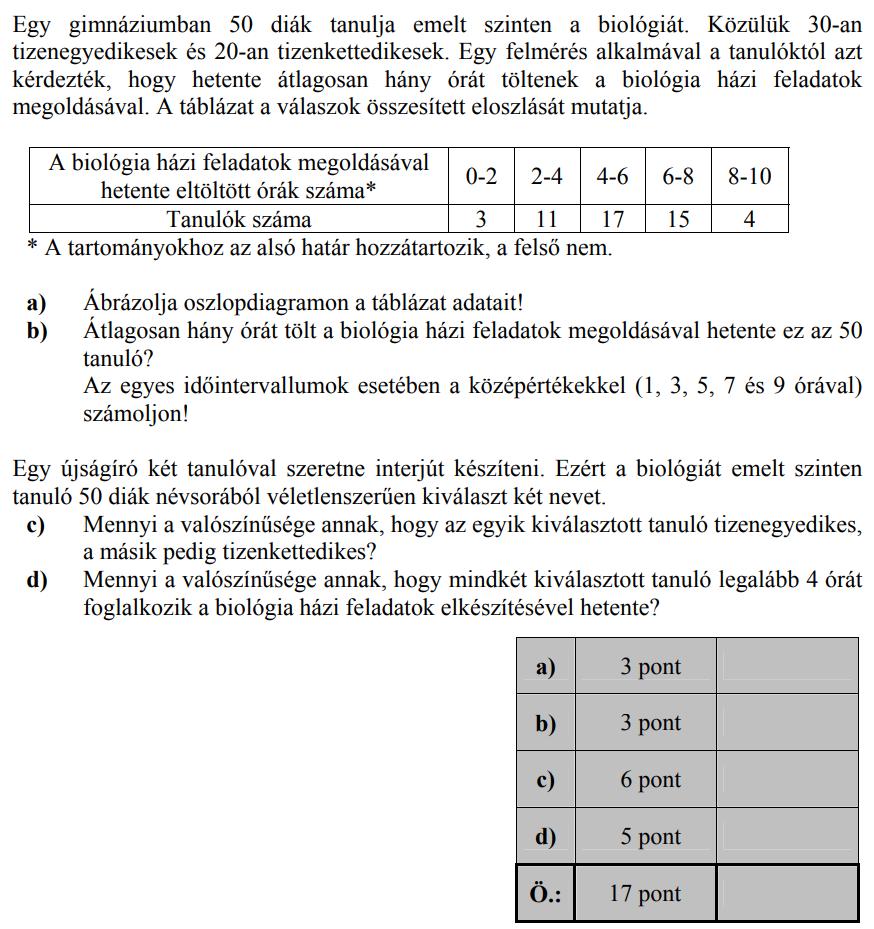 Egy gimnáziumban 50 diák tanulja emelt szinten a biológiát. Közülük 30-an
tizenegyedikesek és 20-an tizenkettedikesek. Egy felmérés alkalmával a tanulóktól azt
kérdezték, hogy hetente átlagosan hány órát töltenek a biológia házi feladatok
megoldásával. A táblázat a válaszok összesített eloszlását mutatja.
A biológia házi feladatok megoldásával
hetente eltöltött órák száma* 0-2 2-4 4-6 6-8 8-10
Tanulók száma 3 11 17 15 4
* A tartományokhoz az alsó határ hozzátartozik, a felső nem.
a) Ábrázolja oszlopdiagramon a táblázat adatait!
b) Átlagosan hány órát tölt a biológia házi feladatok megoldásával hetente ez az 50
tanuló?
Az egyes időintervallumok esetében a középértékekkel (1, 3, 5, 7 és 9 órával)
számoljon!
Egy újságíró két tanulóval szeretne interjút készíteni. Ezért a biológiát emelt szinten
tanuló 50 diák névsorából véletlenszerűen kiválaszt két nevet.
c) Mennyi a valószínűsége annak, hogy az egyik kiválasztott tanuló tizenegyedikes,
a másik pedig tizenkettedikes?
d) Mennyi a valószínűsége annak, hogy mindkét kiválasztott tanuló legalább 4 órát
foglalkozik a biológia házi feladatok elkészítésével hetente?
a) 3 pont
b) 3 pont
c) 6 pont
d) 5 pont
Ö.: 17 pont